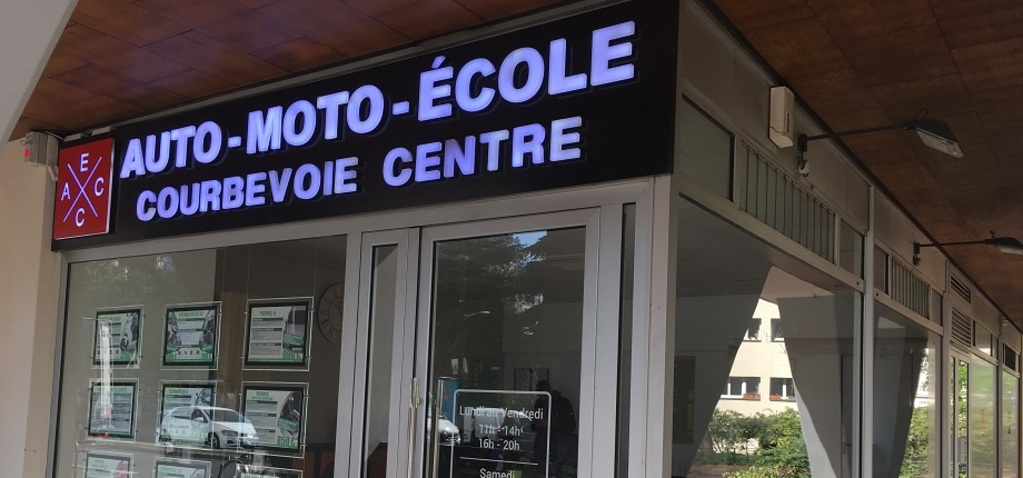 E
A C
C
AUTO-MOTO-ÉCOLE
COURBEVOIE CENTRE
Lundi au Vendredi
11h - 14h
16h - 20h
Samedi